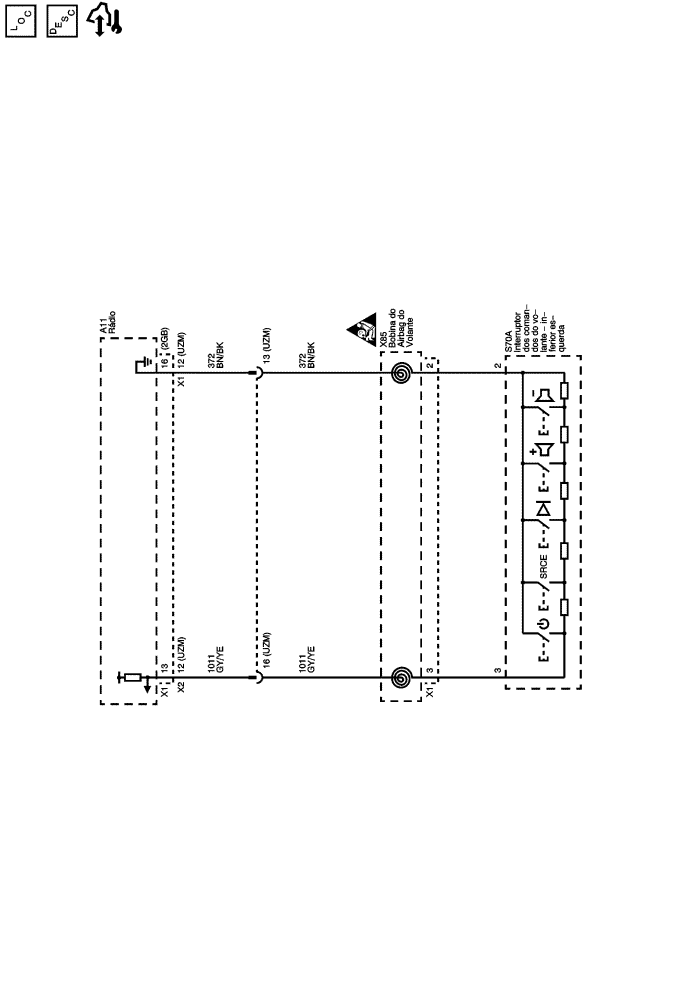 LOC
DESC
A11
Rádio
16 (2GB)
12 (UZM)
X1
372
BN/BK
13 (UZM)
372
BN/BK
X85
Bobina do
Airbag do
Volante
2
2
S70A
Interruptor
dos coman–
dos do vo–
lante – in–
ferior es–
querda
–
+
SRCE
13
12 (UZM)
X1
X2
1011
GY/YE
16 (UZM)
1011
GY/YE
3
X1
3